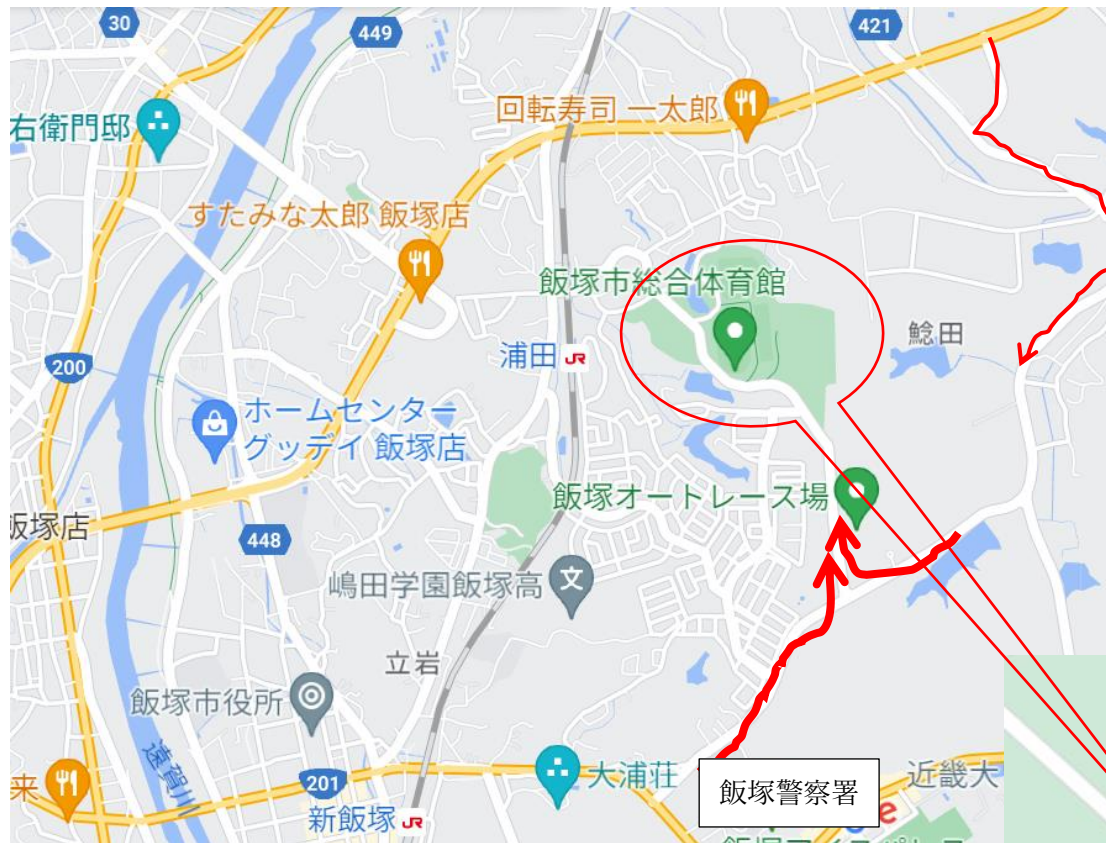 30
449
421
回転寿司 一太郎
右衛門邸
すたみな太郎 飯塚店
飯塚市総合体育館
鯰田
浦田
JR
200
ホームセンター
グッデイ 飯塚店
飯塚オートレース場
飯塚店
448
嶋田学園飯塚高
文
立岩
飯塚市役所
遠賀川
201
大浦荘
飯塚警察署
近畿大
来
新飯塚
JR